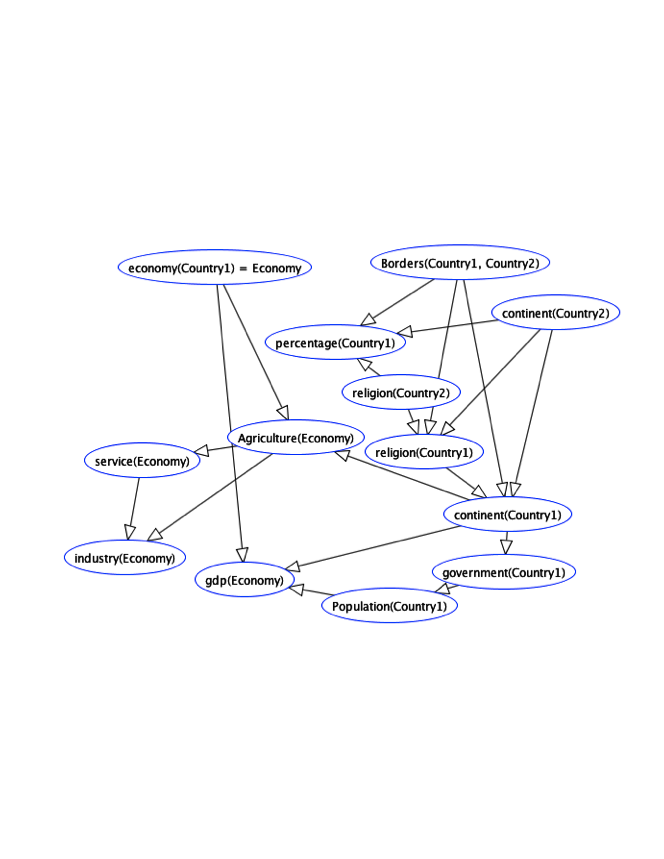 Borders(Country1, Country2)
economy(Country1) = Economy
continent(Country2)
percentage(Country1)
religion(Country2)
Agriculture(Economy)
religion(Country1)
service(Economy)
continent(Country1)
industry(Economy)
government(Country1)
gdp(Economy)
Population(Country1)